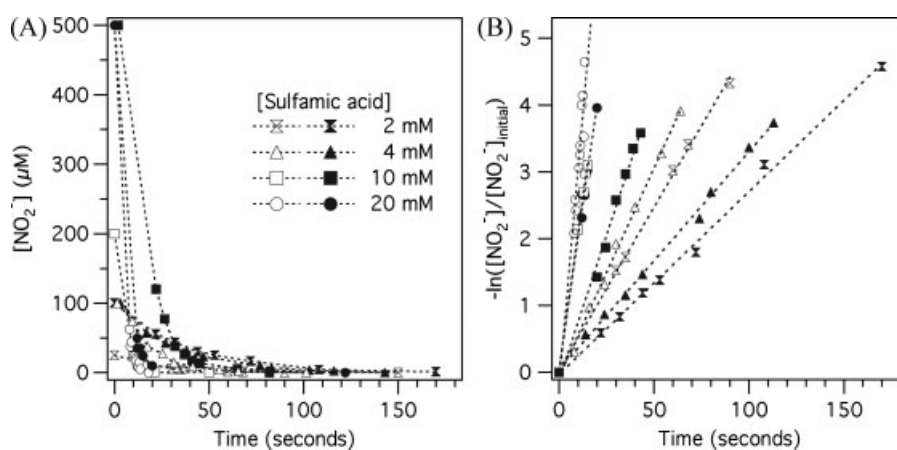 (A)
500
400
300
200
100
0
[NO₂⁻] (µM)
[Sulfamic acid]
2 mM
4 mM
10 mM
20 mM
0 50 100 150
Time (seconds)
(B)
5
4
3
2
1
0
-ln([NO₂⁻]/[NO₂⁻]initial)
0 50 100 150
Time (seconds)